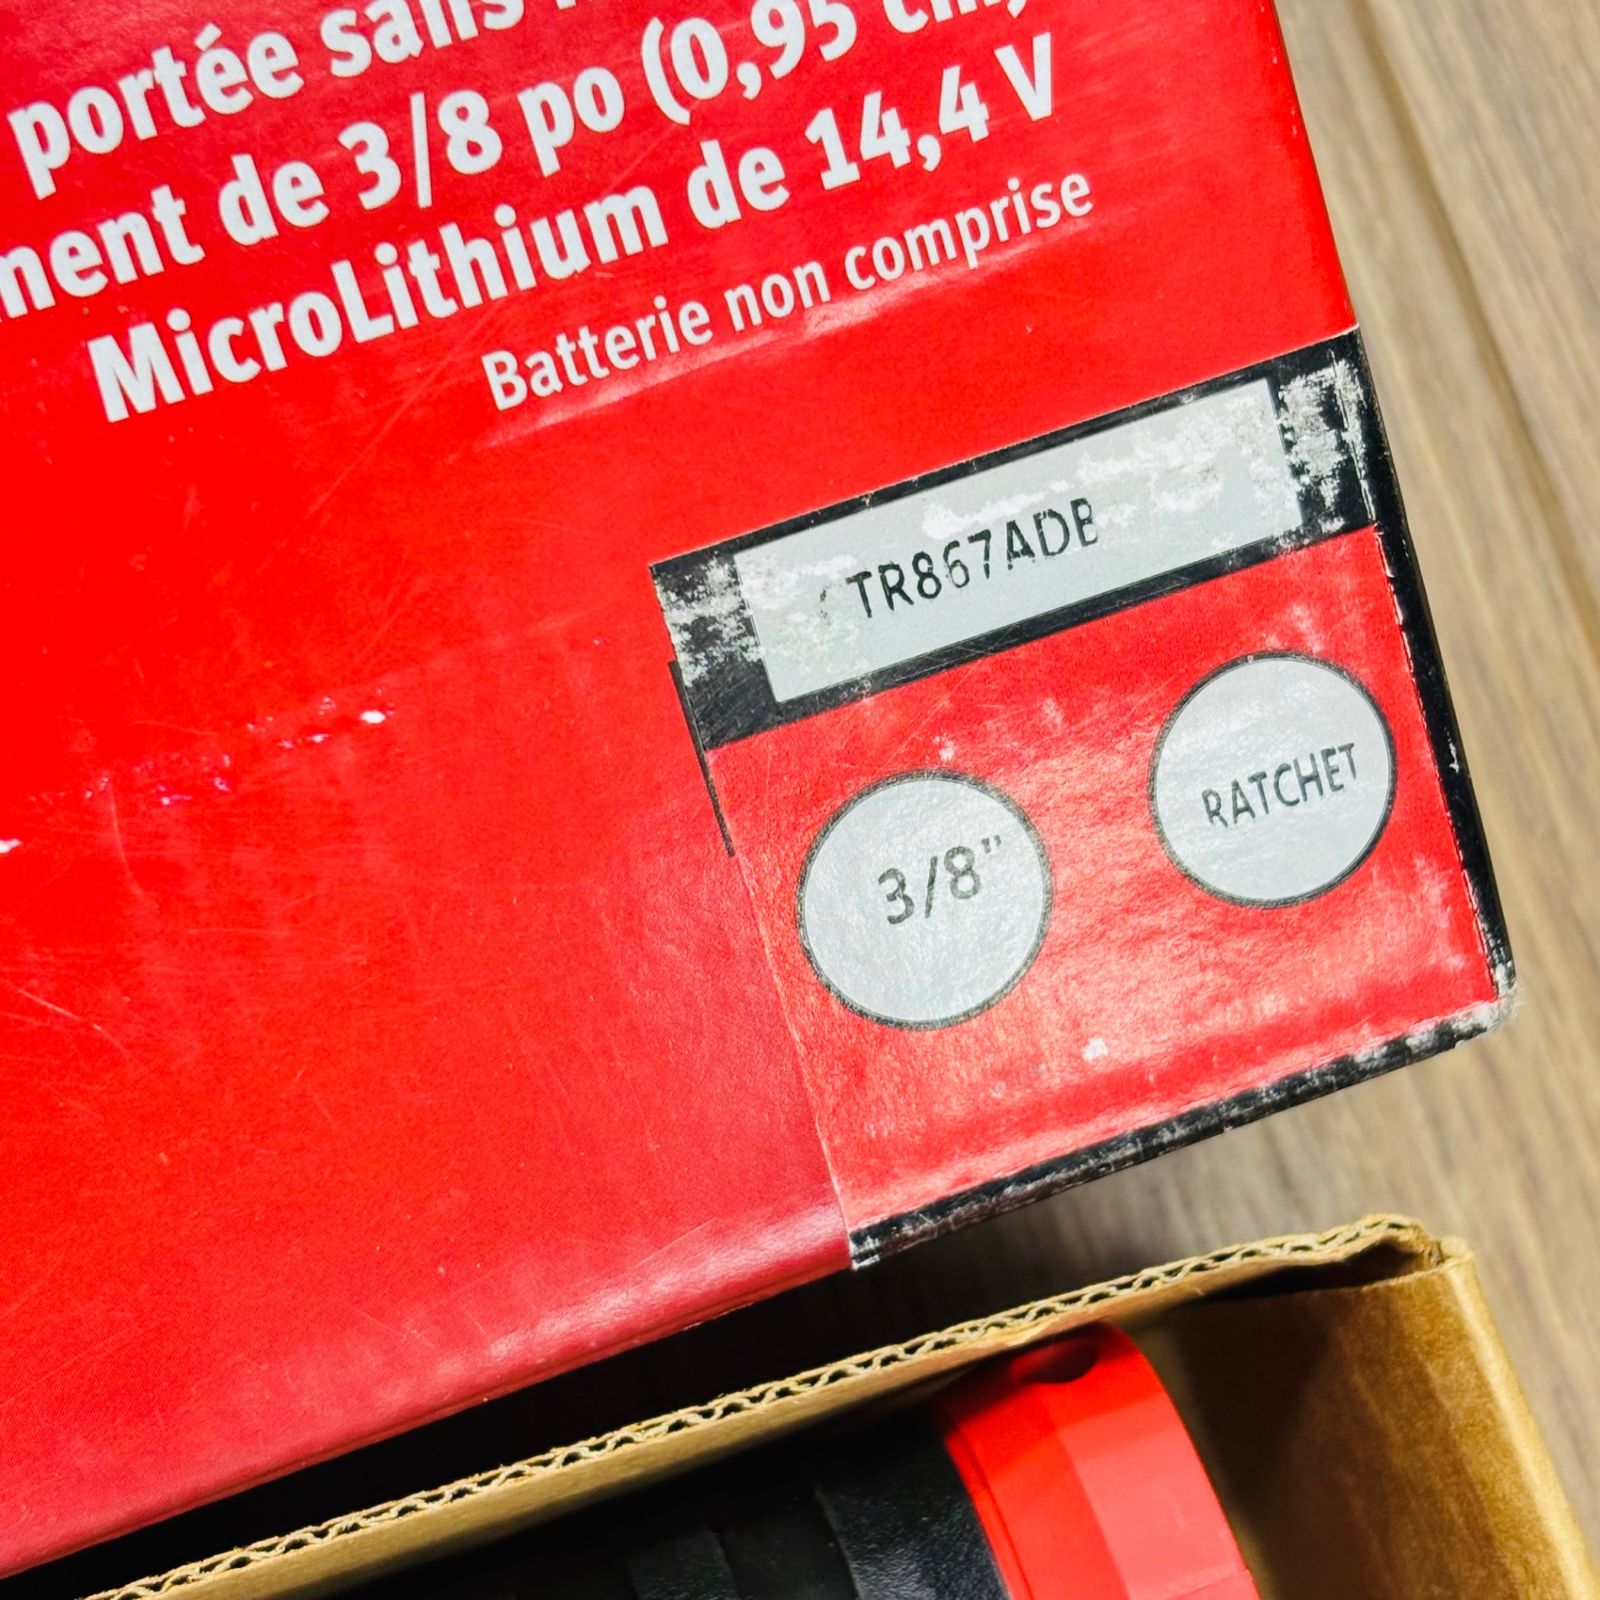 portée sans
ment de 3/8 po (0,95 cm)
MicroLithium de 14,4 V
Batterie non comprise
TR867ADB
3/8"
RATCHET